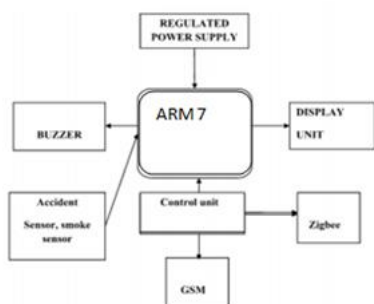 REGULATED
POWER SUPPLY
ARM 7
BUZZER
DISPLAY
UNIT
Accident
Sensor, smoke
sensor
Control unit
Zigbee
GSM